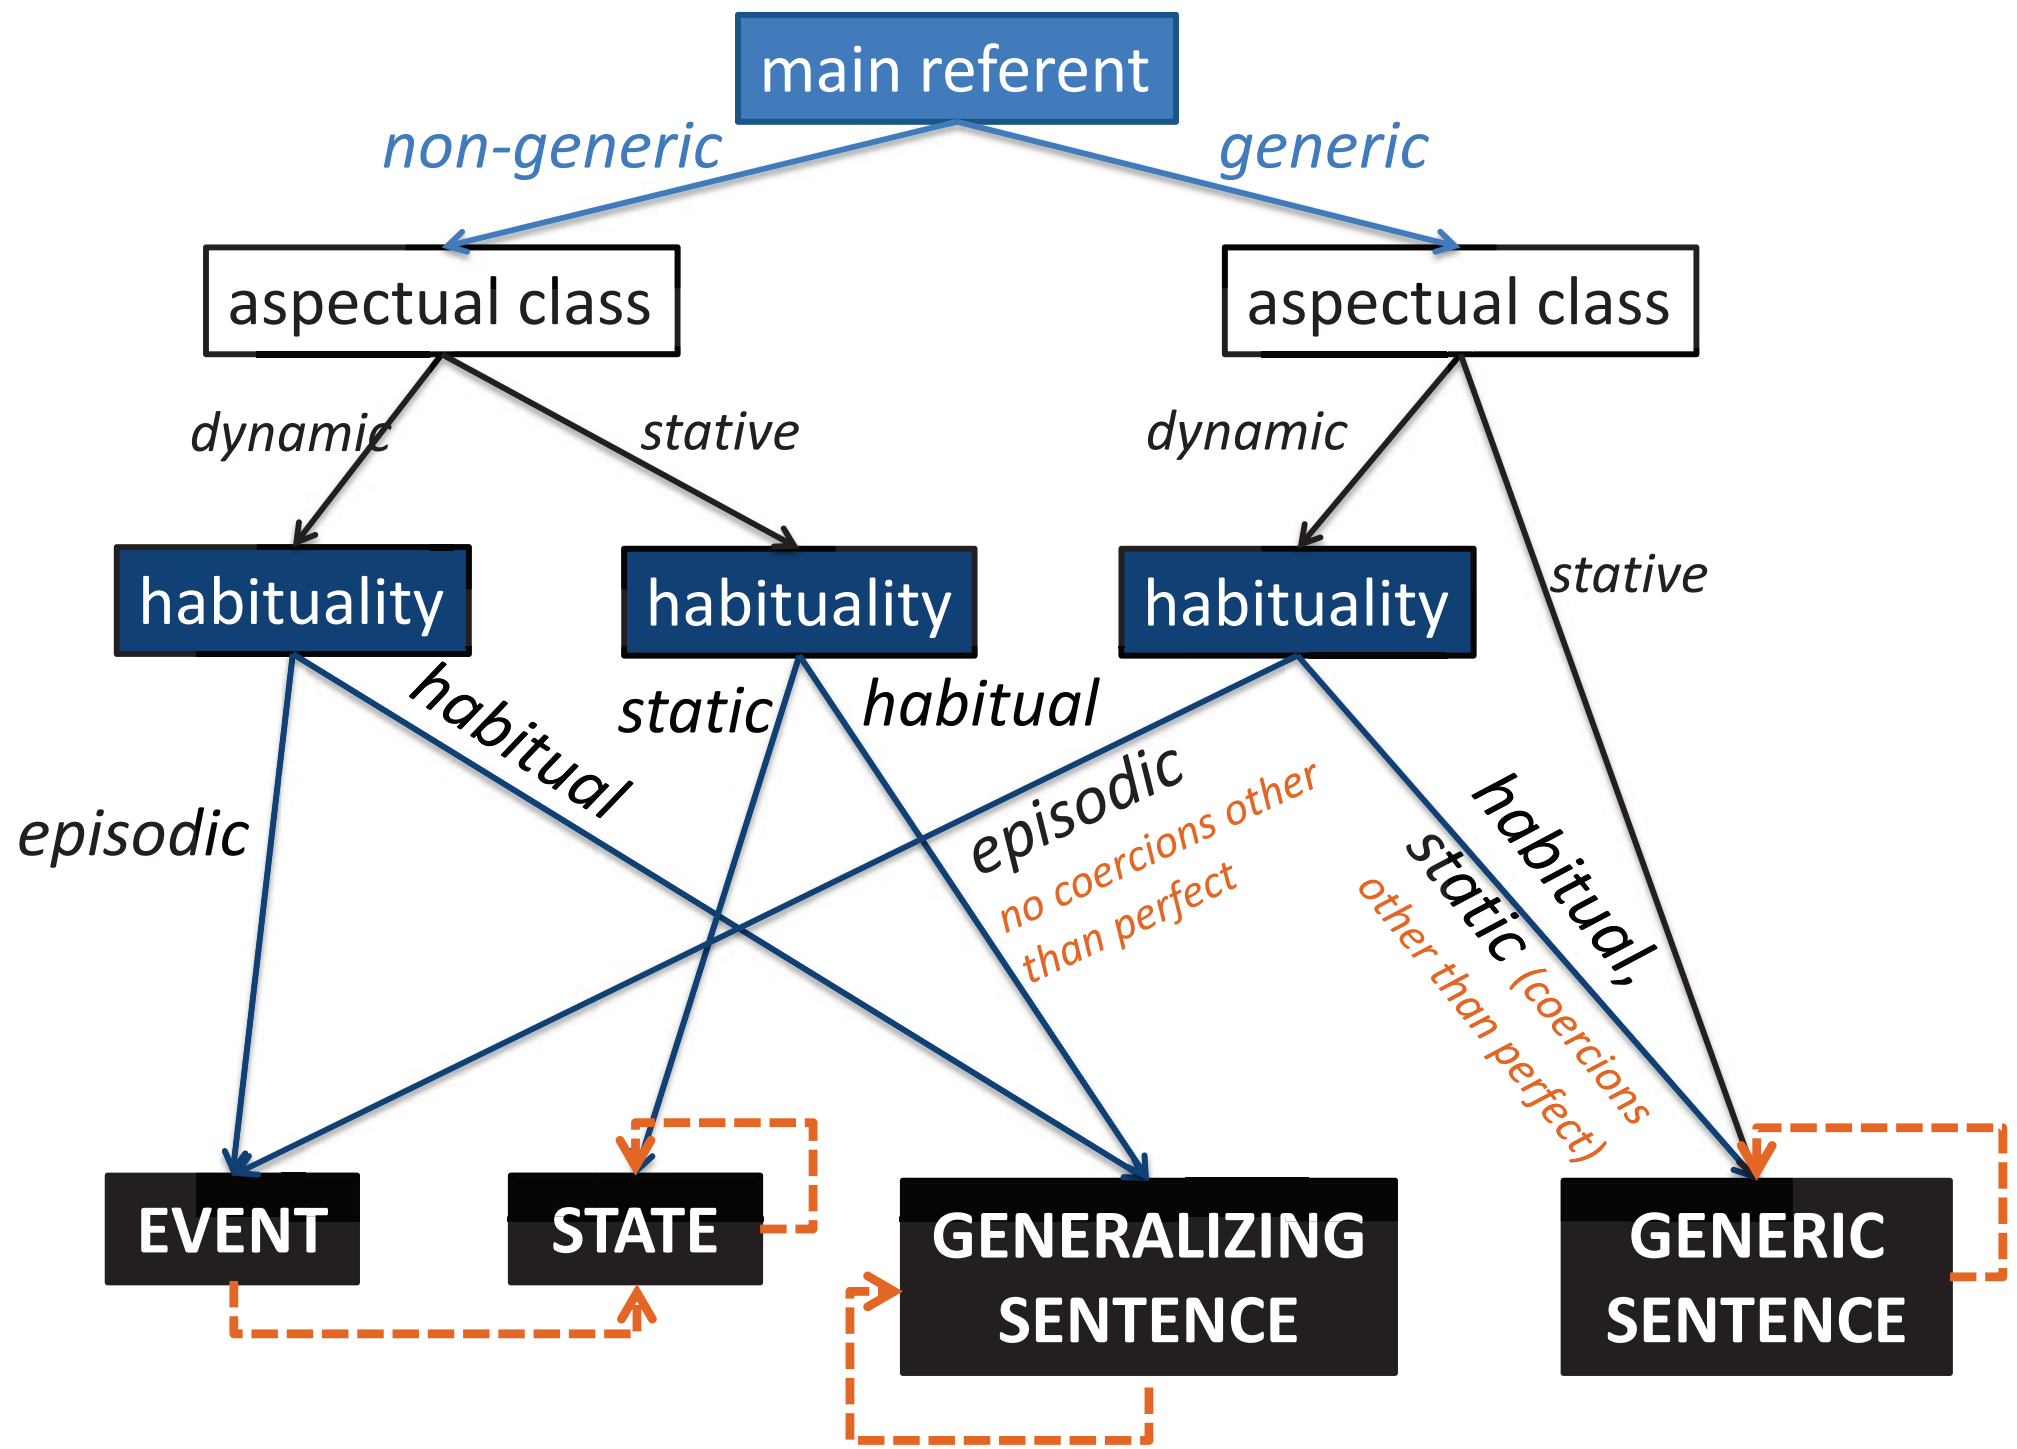 main referent
non-generic
generic
aspectual class
aspectual class
dynamic
stative
dynamic
stative
habituality
habituality
habituality
episodic
habitual
static
habitual
episodic
no coercions other
than perfect
habitual,
static (coercions
other than perfect)
EVENT
STATE
GENERALIZING
SENTENCE
GENERIC
SENTENCE